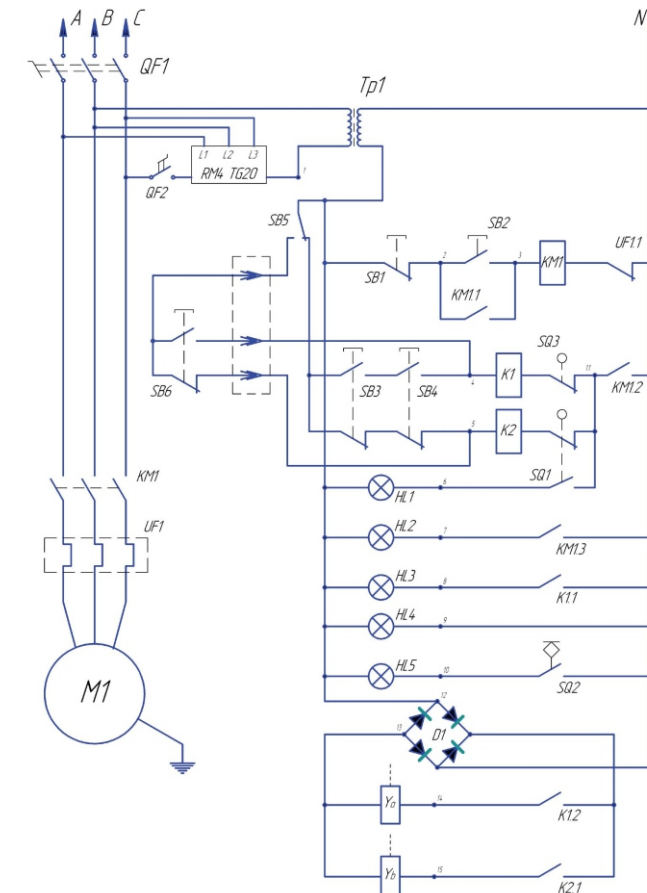 A B C N
QF1
Tp1
L1 L2 L3
RM4 TG20 1
QF2
SB5 SB2
2 3 KM1 UF1.1
SB1
KM1.1
SQ3
SB6 SB3 SB4 4 K1 11 KM1.2
5 K2
KM1 SQ1
HL1 6
UF1 HL2 7
KM1.3
HL3 8
K1.1
HL4 9
M1 HL5 10
SQ2
12
13 D1
Ya 14
K1.2
Yb 15
K2.1